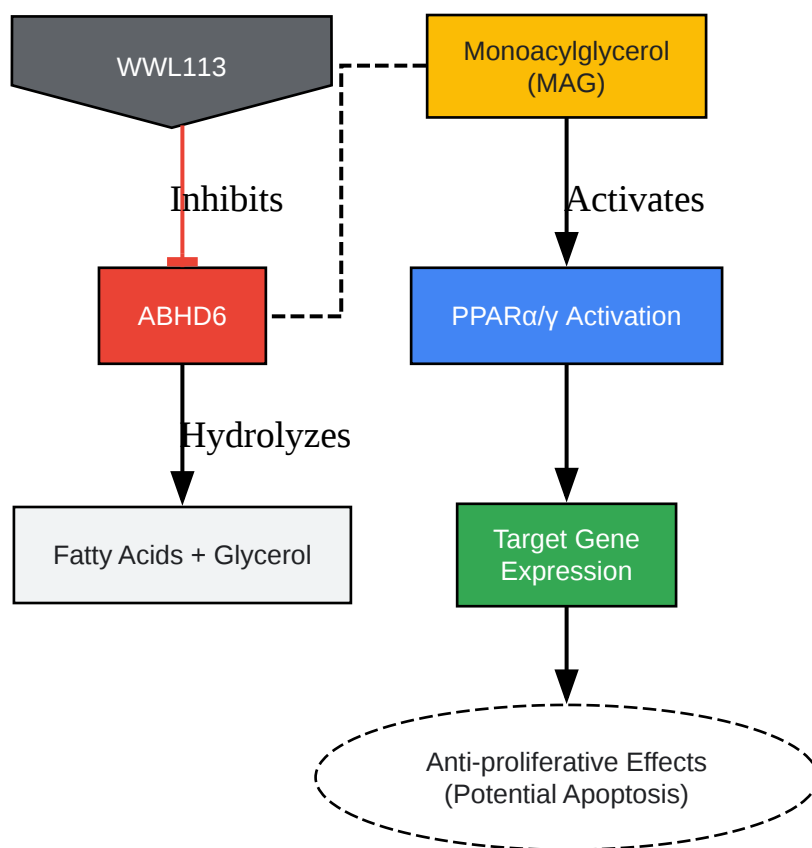 WWL113
Monoacylglycerol
(MAG)
Inhibits
Activates
ABHD6
PPARα/γ Activation
Hydrolyzes
Fatty Acids + Glycerol
Target Gene
Expression
Anti-proliferative Effects
(Potential Apoptosis)